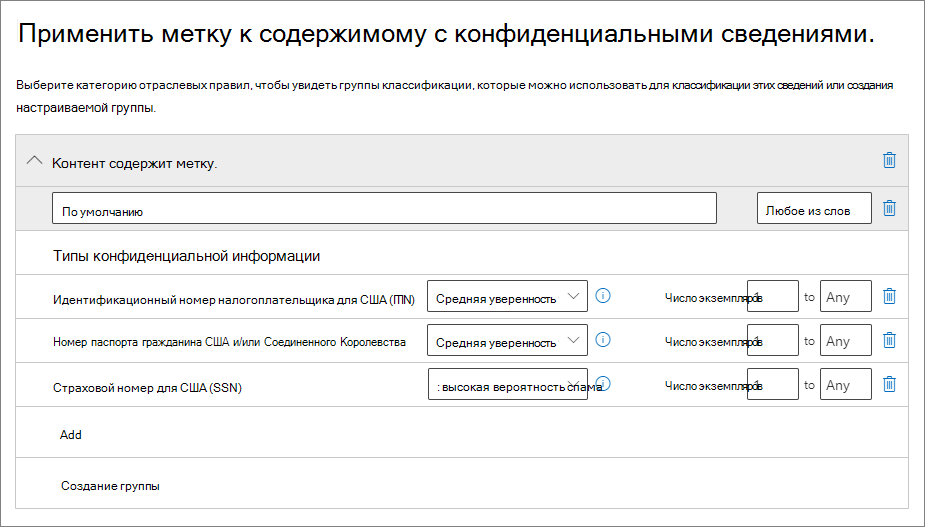 Применить метку к содержимому с конфиденциальными сведениями.
Выберите категорию отраслевых правил, чтобы увидеть группы классификации, которые можно использовать для классификации этих сведений или создания
настраиваемой группы.
Контент содержит метку.
По умолчанию Любое из слов
Типы конфиденциальной информации
Идентификационный номер налогоплательщика для США (ITIN) Средняя уверенность Число экземпляров 1 to Any
Номер паспорта гражданина США и/или Соединенного Королевства Средняя уверенность Число экземпляров 1 to Any
Страховой номер для США (SSN) : высокая вероятность спама. Число экземпляров 1 to Any
Add
Создание группы